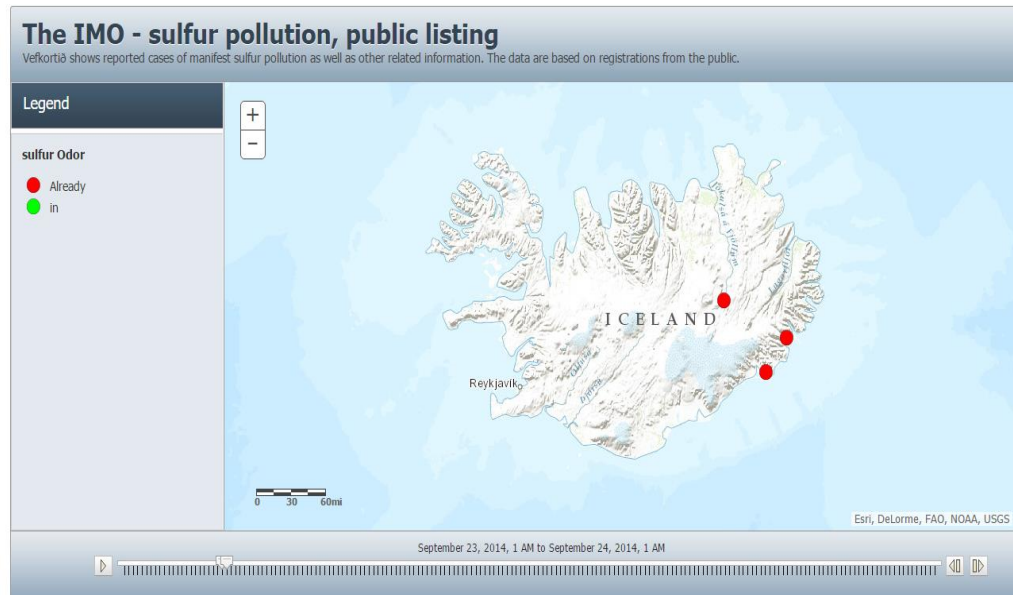 The IMO - sulfur pollution, public listing
Vefkortið shows reported cases of manifest sulfur pollution as well as other related information. The data are based on registrations from the public.
Legend
sulfur Odor
Already
in
+
−
ICELAND
Reykjavík
0 30 60mi
Esri, DeLorme, FAO, NOAA, USGS
September 23, 2014, 1 AM to September 24, 2014, 1 AM